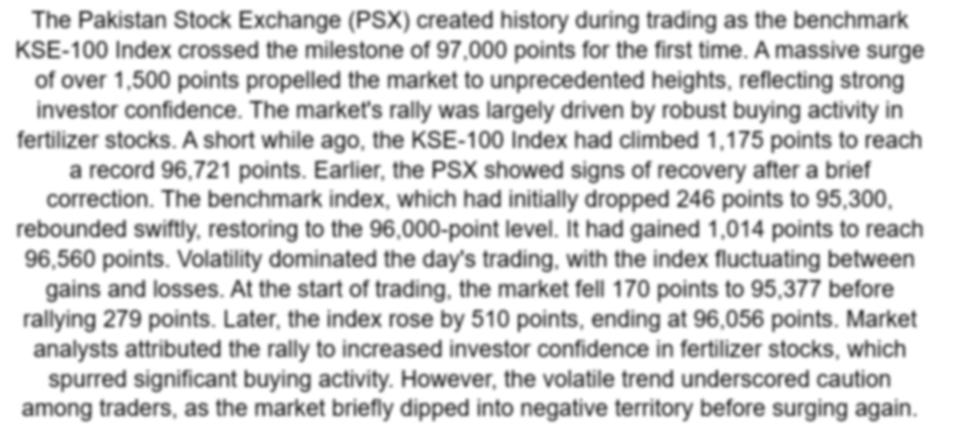 The Pakistan Stock Exchange (PSX) created history during trading as the benchmark
KSE-100 Index crossed the milestone of 97,000 points for the first time. A massive surge
of over 1,500 points propelled the market to unprecedented heights, reflecting strong
investor confidence. The market's rally was largely driven by robust buying activity in
fertilizer stocks. A short while ago, the KSE-100 Index had climbed 1,175 points to reach
a record 96,721 points. Earlier, the PSX showed signs of recovery after a brief
correction. The benchmark index, which had initially dropped 246 points to 95,300,
rebounded swiftly, restoring to the 96,000-point level. It had gained 1,014 points to reach
96,560 points. Volatility dominated the day's trading, with the index fluctuating between
gains and losses. At the start of trading, the market fell 170 points to 95,377 before
rallying 279 points. Later, the index rose by 510 points, ending at 96,056 points. Market
analysts attributed the rally to increased investor confidence in fertilizer stocks, which
spurred significant buying activity. However, the volatile trend underscored caution
among traders, as the market briefly dipped into negative territory before surging again.